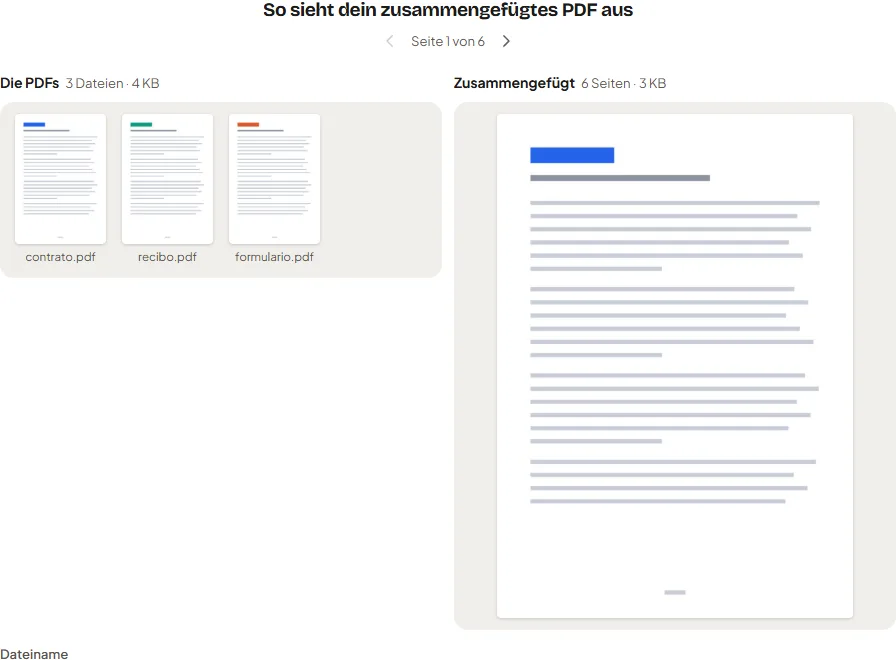 So sieht dein zusammengefügtes PDF aus
Seite 1 von 6
Die PDFs 3 Dateien · 4 KB
contrato.pdf
recibo.pdf
formulario.pdf
Zusammengefügt 6 Seiten · 3 KB
Dateiname